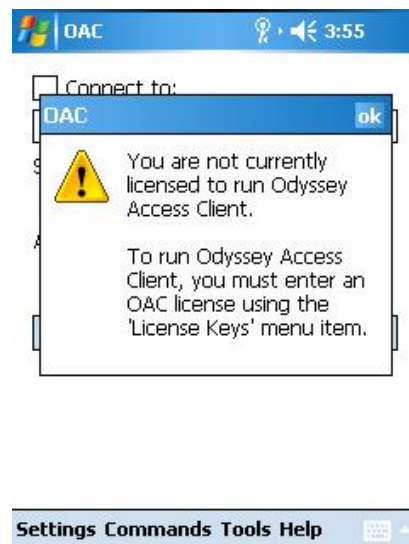 OAC 3:55
Connect to:
OAC ok
You are not currently
licensed to run Odyssey
Access Client.
To run Odyssey Access
Client, you must enter an
OAC license using the
'License Keys' menu item.
Settings Commands Tools Help